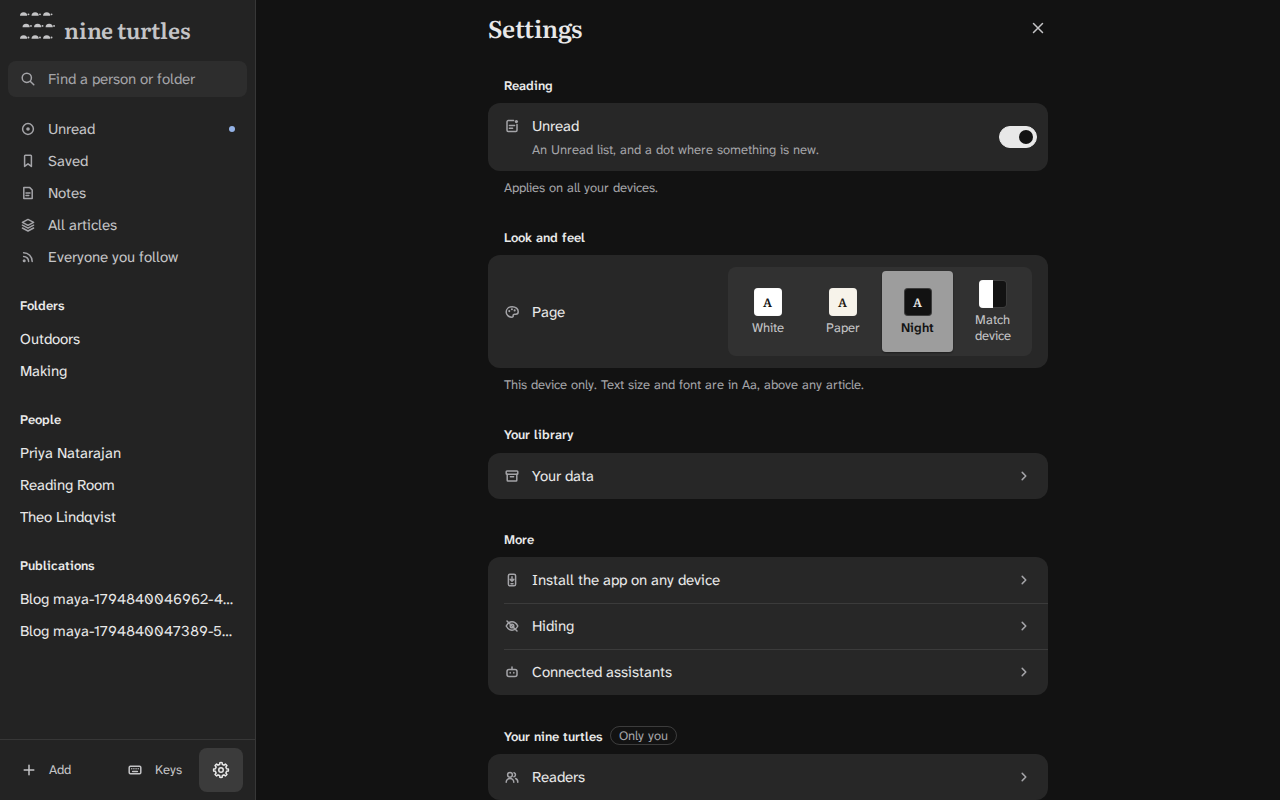 nine turtles
Find a person or folder
Unread
Saved
Notes
All articles
Everyone you follow
Folders
Outdoors
Making
People
Priya Natarajan
Reading Room
Theo Lindqvist
Publications
Blog maya-1794840046962-4...
Blog maya-1794840047389-5...
Add
Keys
Settings
Reading
Unread
An Unread list, and a dot where something is new.
Applies on all your devices.
Look and feel
Page
A
White
A
Paper
A
Night
Match
device
This device only. Text size and font are in Aa, above any article.
Your library
Your data
More
Install the app on any device
Hiding
Connected assistants
Your nine turtles
Only you
Readers